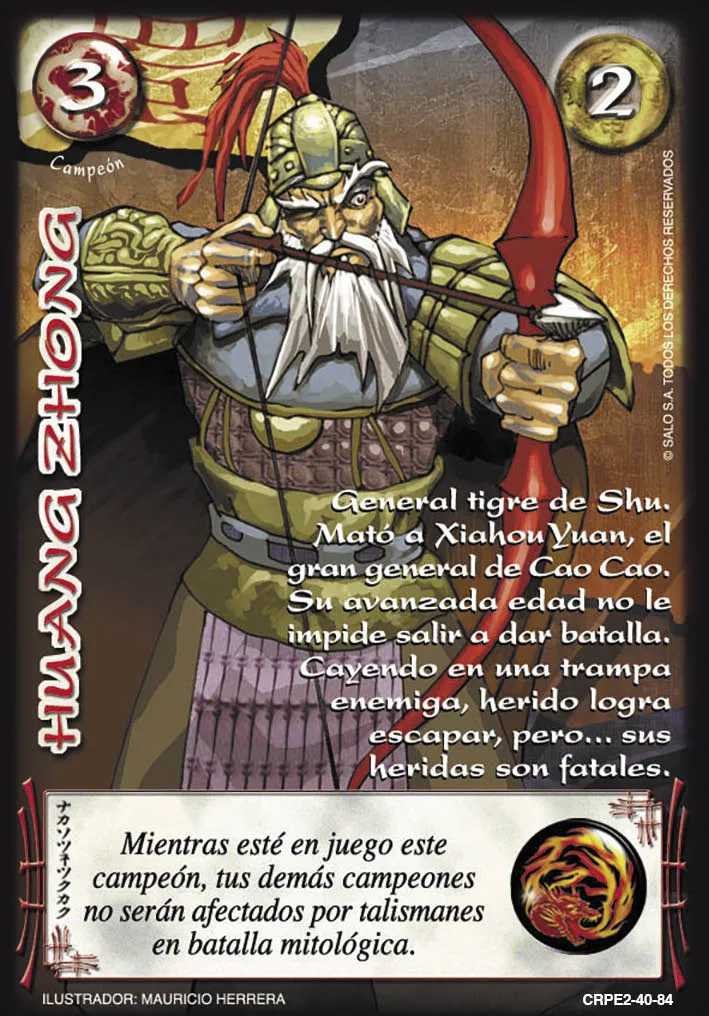 3
2
Campeón
HUANG ZHONG
© SALO S.A. TODOS LOS DERECHOS RESERVADOS
General tigre de Shu.
Mató a Xiahou Yuan, el
gran general de Cao Cao.
Su avanzada edad no le
impide salir a dar batalla.
Cayendo en una trampa
enemiga, herido logra
escapar, pero... sus
heridas son fatales.
ナカソツネツクカク
Mientras esté en juego este
campeón, tus demás campeones
no serán afectados por talismanes
en batalla mitológica.
ILUSTRADOR: MAURICIO HERRERA
CRPE2-40-84